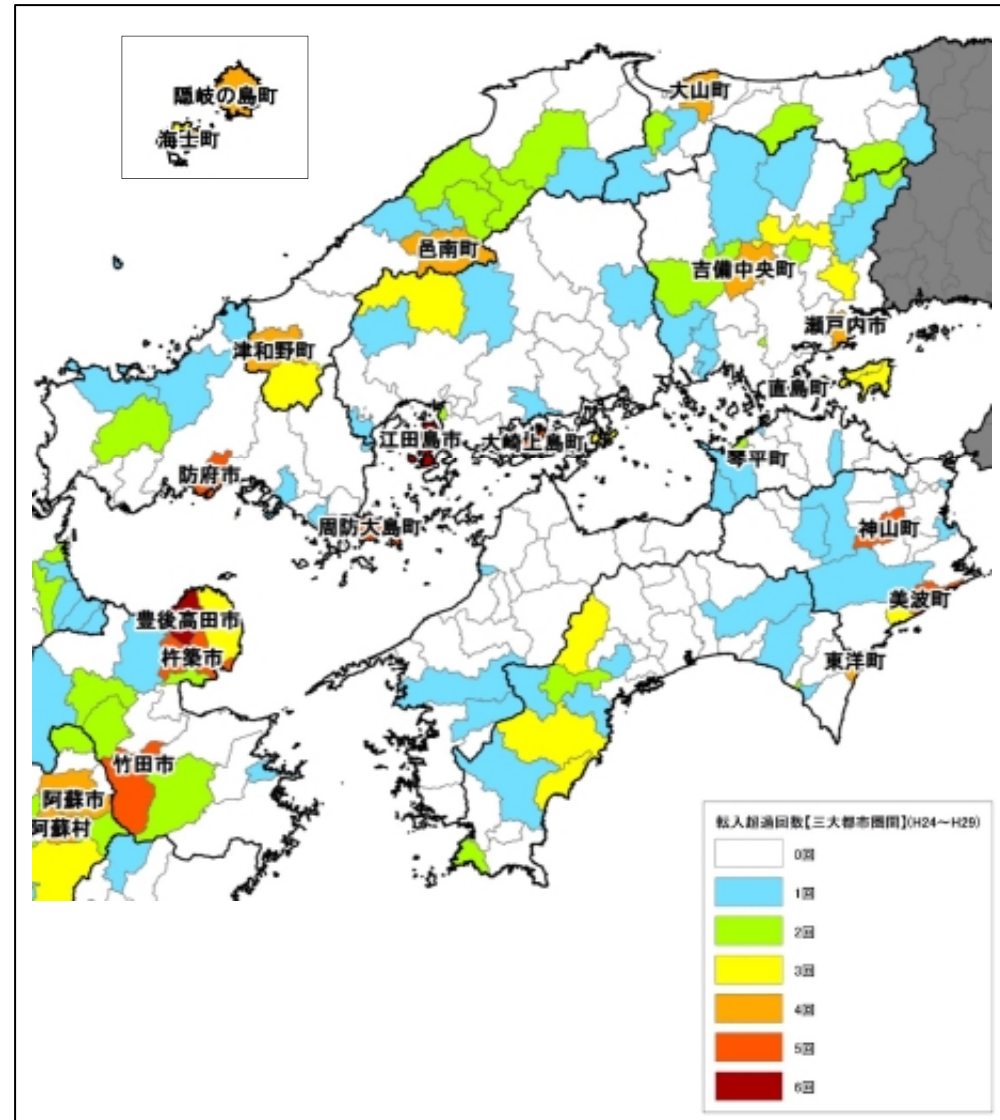 隠岐の島町
海士町
大山町
邑南町
吉備中央町
瀬戸内市
津和野町
直島町
江田島市
大崎上島町
琴平町
防府市
周防大島町
神山町
美波町
豊後高田市
杵築市
東洋町
竹田市
阿蘇市
阿蘇村
転入超過回数【三大都市圏間】(H24～H29)
0回
1回
2回
3回
4回
5回
6回